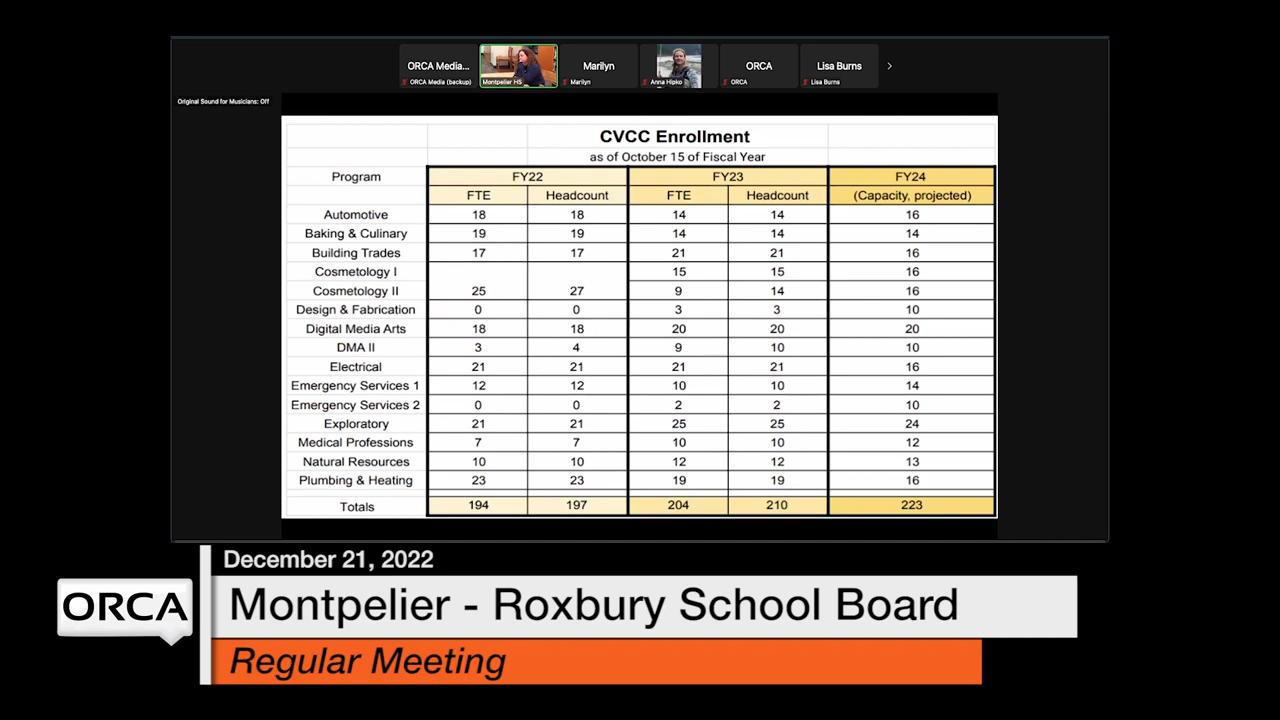 ORCA Media... Marilyn ORCA Lisa Burns
ORCA Media (backup) Montpelier HS Marilyn Anna Hipko ORCA Lisa Burns
Original Sound for Musicians: Off
CVCC Enrollment
as of October 15 of Fiscal Year
Program FY22 FY23 FY24
FTE Headcount FTE Headcount (Capacity, projected)
Automotive 18 18 14 14 16
Baking & Culinary 19 19 14 14 14
Building Trades 17 17 21 21 16
Cosmetology I 15 15 16
Cosmetology II 25 27 9 14 16
Design & Fabrication 0 0 3 3 10
Digital Media Arts 18 18 20 20 20
DMA II 3 4 9 10 10
Electrical 21 21 21 21 16
Emergency Services 1 12 12 10 10 14
Emergency Services 2 0 0 2 2 10
Exploratory 21 21 25 25 24
Medical Professions 7 7 10 10 12
Natural Resources 10 10 12 12 13
Plumbing & Heating 23 23 19 19 16
Totals 194 197 204 210 223
December 21, 2022
ORCA
Montpelier - Roxbury School Board
Regular Meeting